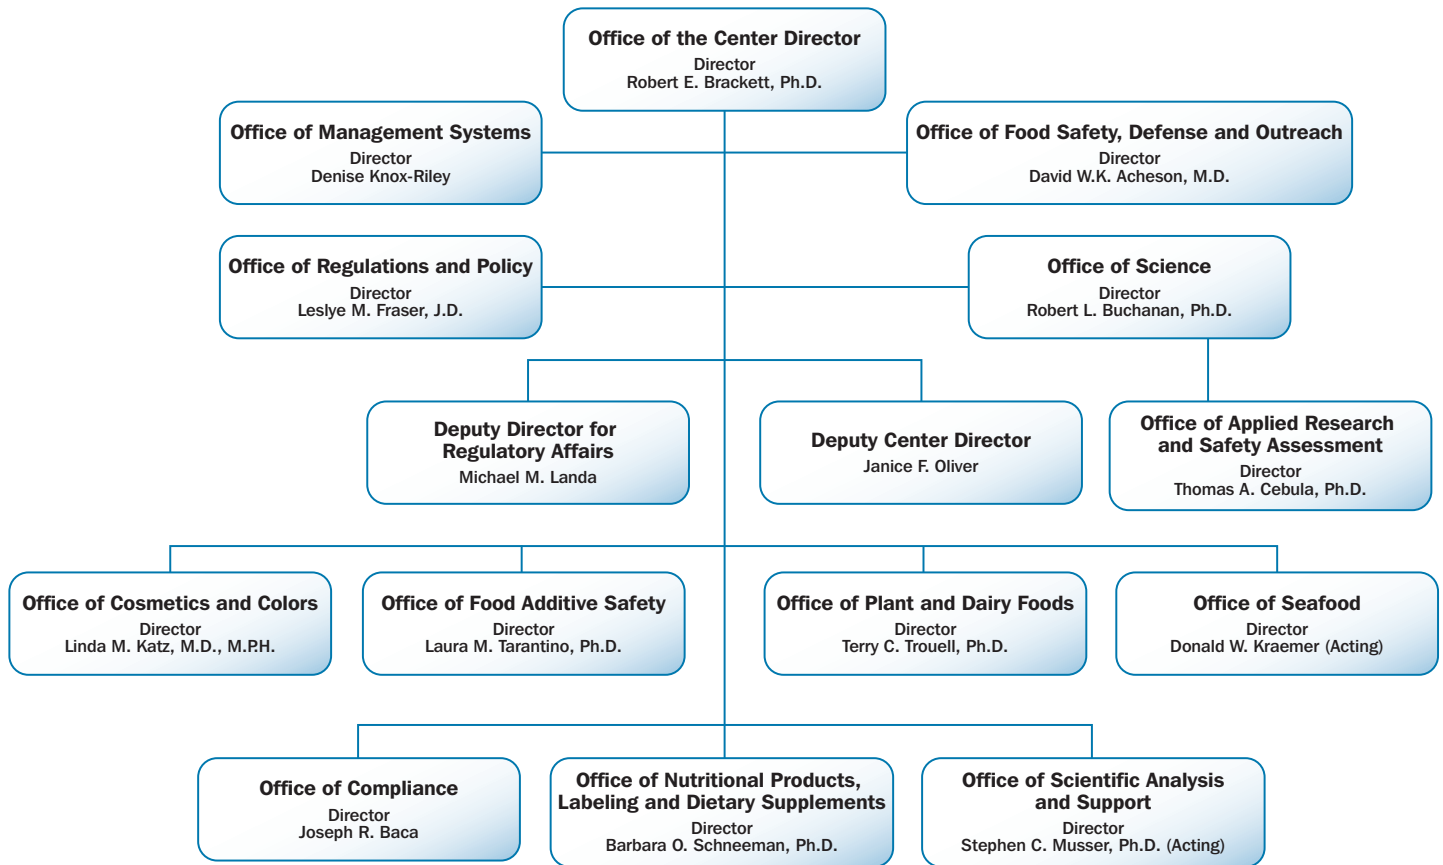 Office of the Center Director
Director
Robert E. Brackett, Ph.D.
Office of Management Systems
Director
Denise Knox-Riley
Office of Food Safety, Defense and Outreach
Director
David W.K. Acheson, M.D.
Office of Regulations and Policy
Director
Leslye M. Fraser, J.D.
Office of Science
Director
Robert L. Buchanan, Ph.D.
Deputy Director for
Regulatory Affairs
Michael M. Landa
Deputy Center Director
Janice F. Oliver
Office of Applied Research
and Safety Assessment
Director
Thomas A. Cebula, Ph.D.
Office of Cosmetics and Colors
Director
Linda M. Katz, M.D., M.P.H.
Office of Food Additive Safety
Director
Laura M. Tarantino, Ph.D.
Office of Plant and Dairy Foods
Director
Terry C. Trouell, Ph.D.
Office of Seafood
Director
Donald W. Kraemer (Acting)
Office of Compliance
Director
Joseph R. Baca
Office of Nutritional Products,
Labeling and Dietary Supplements
Director
Barbara O. Schneeman, Ph.D.
Office of Scientific Analysis
and Support
Director
Stephen C. Musser, Ph.D. (Acting)